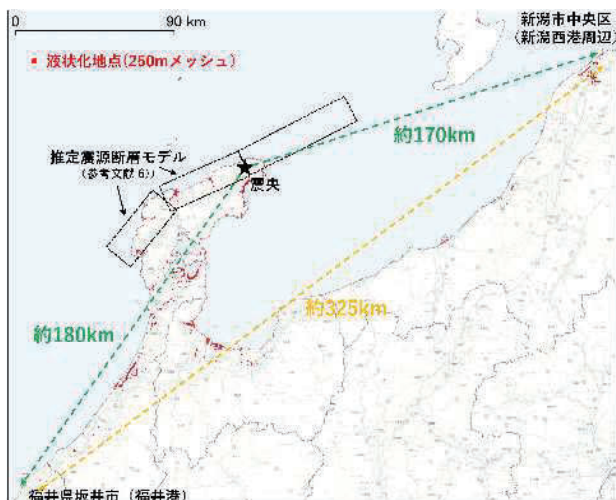 0
90 km
新潟市中央区
(新潟西港周辺)
液状化地点(250mメッシュ)
推定震源断層モデル
(参考文献 6))
震央
約170km
約325km
約180km
福井県坂井市 (福井港)